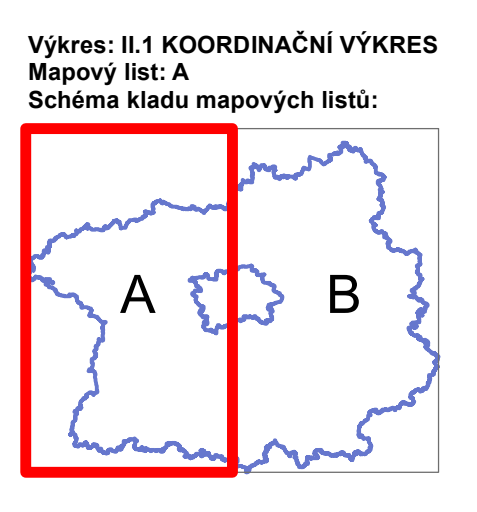 Výkres: II.1 KOORDINAČNÍ VÝKRES
Mapový list: A
Schéma kladu mapových listů:
A
B